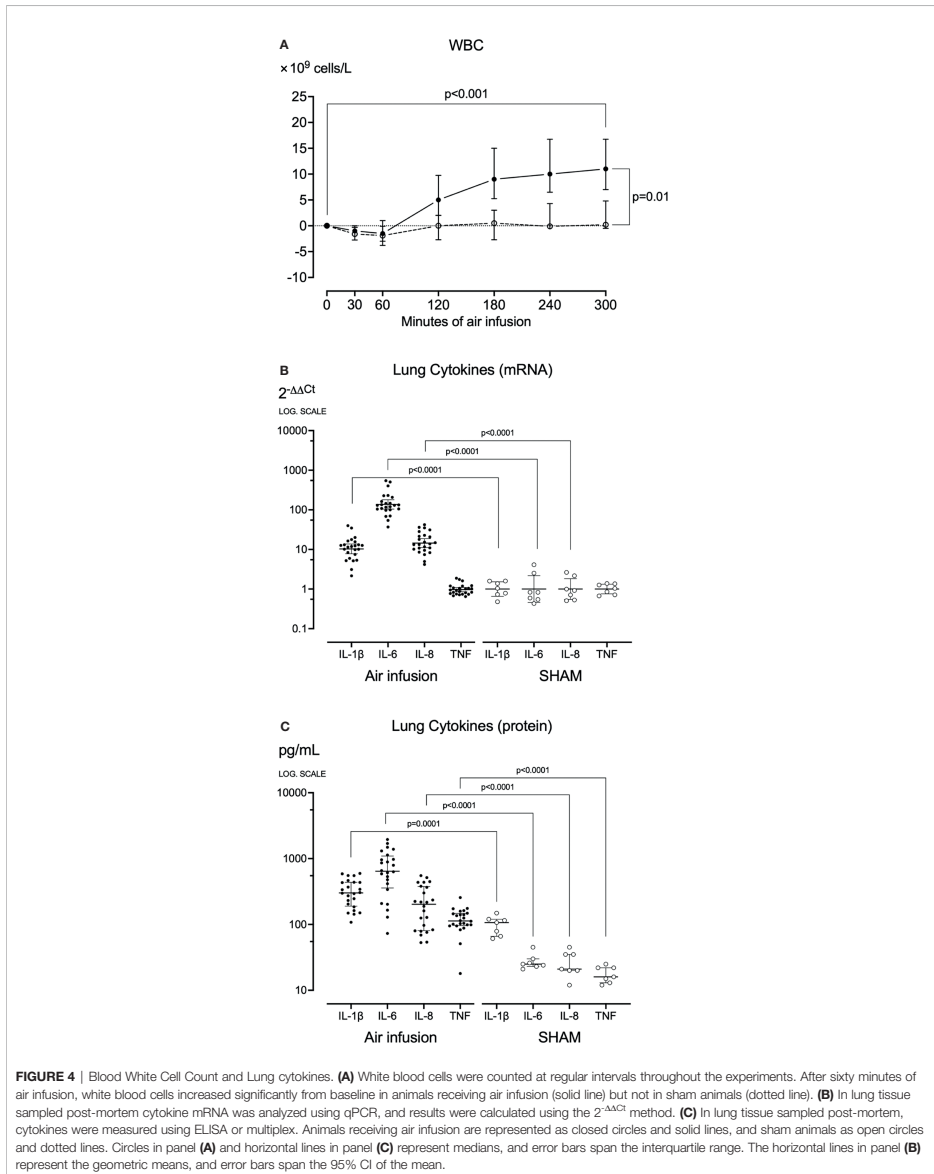 A
WBC
× 10⁹ cells/L
p<0.001
25
20
15
10
5
0
-5
-10
p=0.01
0 30 60 120 180 240 300
Minutes of air infusion
B
Lung Cytokines (mRNA)
2-ΔΔCt
LOG. SCALE
p<0.0001
p<0.0001
p<0.0001
10000
1000
100
10
1
0.1
IL-1β IL-6 IL-8 TNF IL-1β IL-6 IL-8 TNF
Air infusion SHAM
C
Lung Cytokines (protein)
pg/mL
LOG. SCALE
p<0.0001
p<0.0001
p<0.0001
p=0.0001
10000
1000
100
10
IL-1β IL-6 IL-8 TNF IL-1β IL-6 IL-8 TNF
Air infusion SHAM
FIGURE 4 | Blood White Cell Count and Lung cytokines. (A) White blood cells were counted at regular intervals throughout the experiments. After sixty minutes of
air infusion, white blood cells increased significantly from baseline in animals receiving air infusion (solid line) but not in sham animals (dotted line). (B) In lung tissue
sampled post-mortem cytokine mRNA was analyzed using qPCR, and results were calculated using the 2-ΔΔCt method. (C) In lung tissue sampled post-mortem,
cytokines were measured using ELISA or multiplex. Animals receiving air infusion are represented as closed circles and solid lines, and sham animals as open circles
and dotted lines. Circles in panel (A) and horizontal lines in panel (C) represent medians, and error bars span the interquartile range. The horizontal lines in panel (B)
represent the geometric means, and error bars span the 95% CI of the mean.